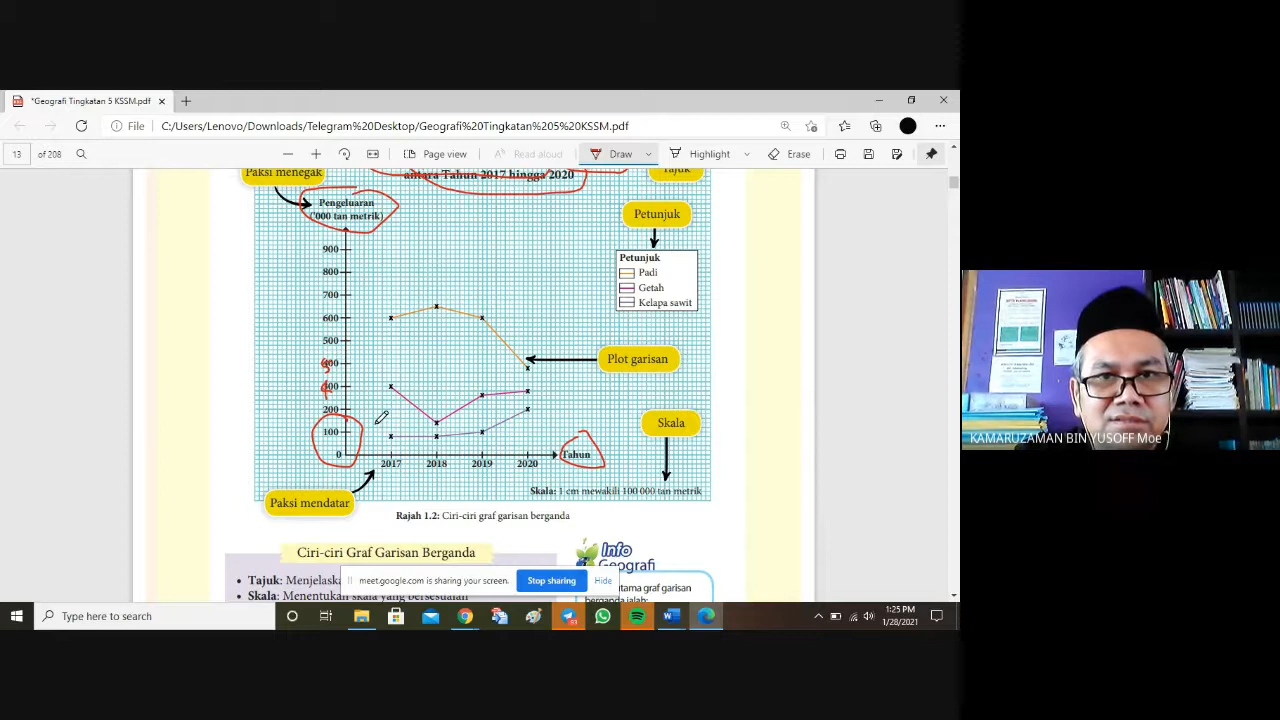 *Geografi Tingkatan 5 KSSM.pdf
File
C:/Users/Lenovo/Downloads/Telegram%20Desktop/Geografi%20Tingkatan%205%20KSSM.pdf
13 of 208
Page view
Read aloud
Draw
Highlight
Erase
Paksi menegak
antara Tahun 2017 hingga 2020
Tajuk
Pengeluaran
('000 tan metrik)
Petunjuk
Petunjuk
Padi
Getah
Kelapa sawit
900
800
700
600
500
400
300
200
100
0
2017 2018 2019 2020
Tahun
Plot garisan
Skala
Skala: 1 cm mewakili 100 000 tan metrik
Paksi mendatar
Rajah 1.2: Ciri-ciri graf garisan berganda
Ciri-ciri Graf Garisan Berganda
Info
Geografi
• Tajuk: Menjelaska
• Skala: Menentukan skala yang bersesuaian
utama graf garisan
berganda ialah:
meet.google.com is sharing your screen.
Stop sharing
Hide
KAMARUZAMAN BIN YUSOFF Moe
Type here to search
1:25 PM
1/28/2021